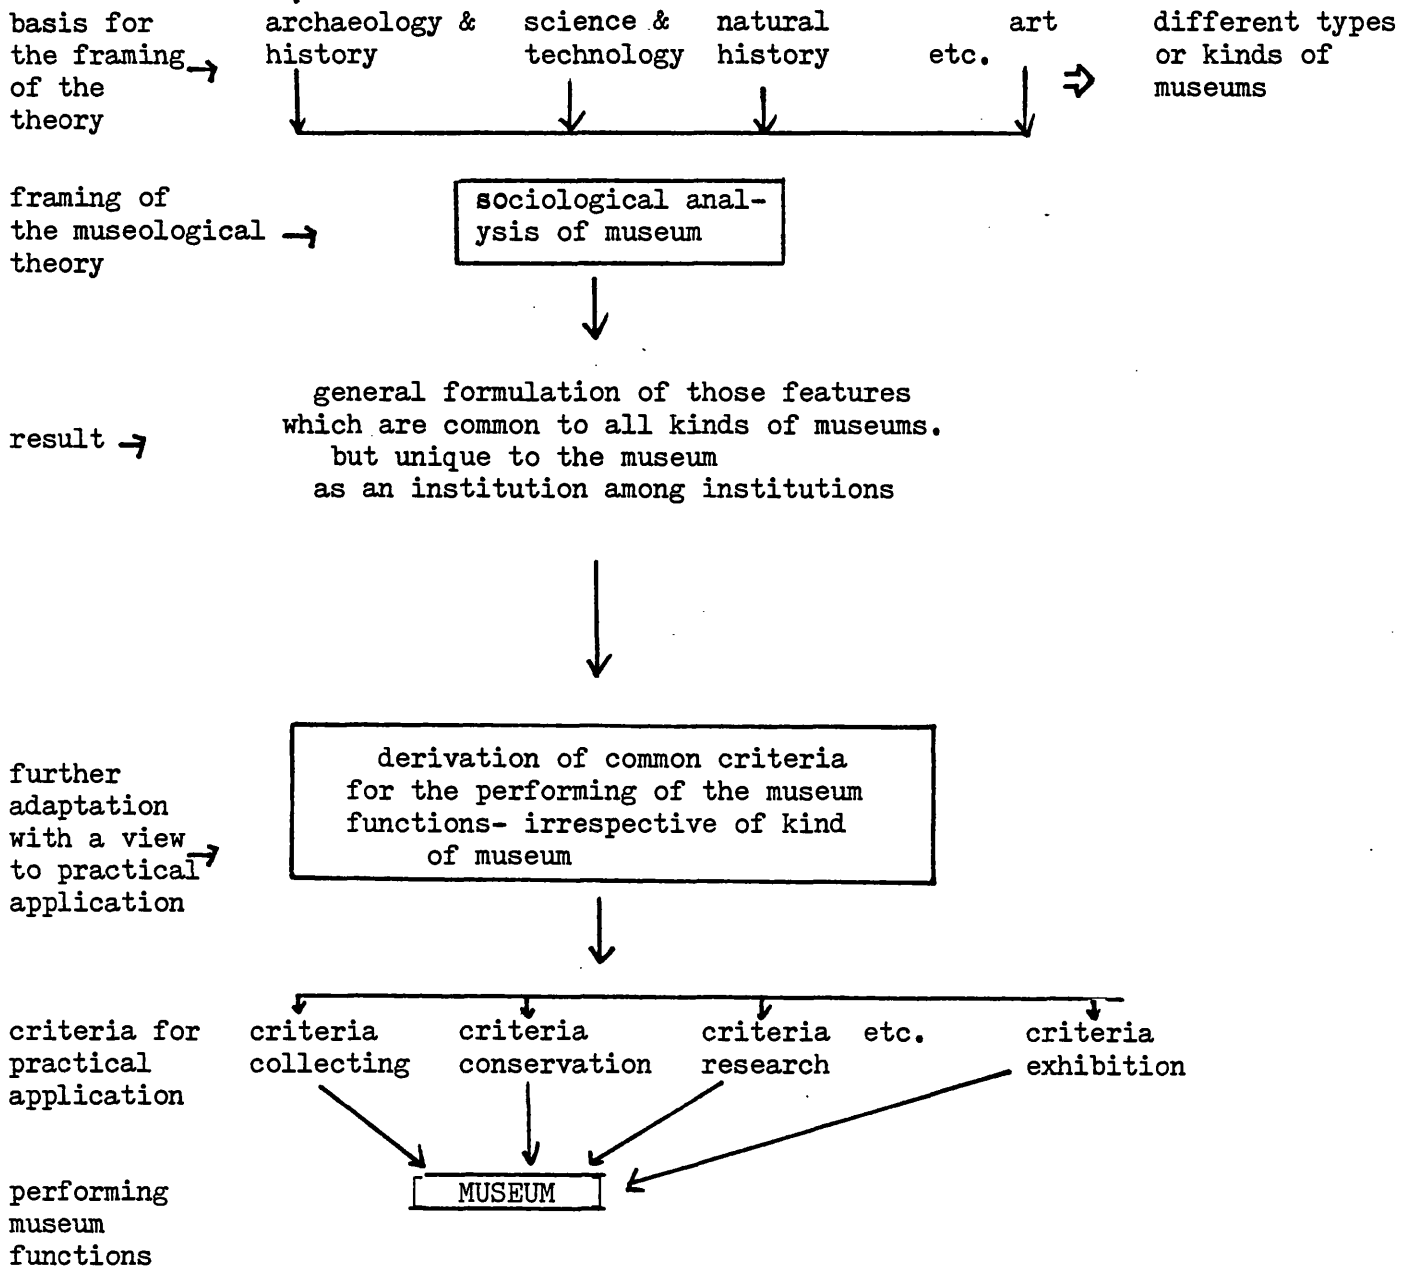 basis for
the framing
of the
theory
archaeology &
history
science &
technology
natural
history
etc.
art
different types
or kinds of
museums
framing of
the museological
theory
sociological anal-
ysis of museum
result
general formulation of those features
which are common to all kinds of museums.
but unique to the museum
as an institution among institutions
further
adaptation
with a view
to practical
application
derivation of common criteria
for the performing of the museum
functions- irrespective of kind
of museum
criteria for
practical
application
criteria
collecting
criteria
conservation
criteria
research
etc.
criteria
exhibition
performing
museum
functions
MUSEUM